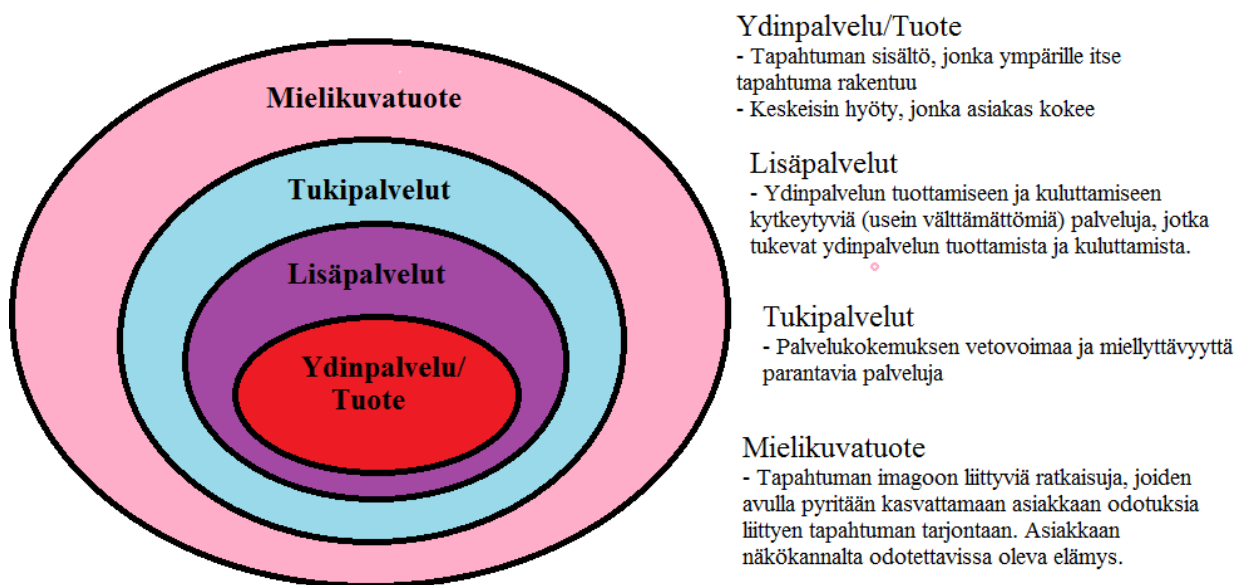 Mielikuvatuote
Tukipalvelut
Lisäpalvelut
Ydinpalvelu/
Tuote
Ydinpalvelu/Tuote
- Tapahtuman sisältö, jonka ympärille itse
tapahtuma rakentuu
- Keskeisin hyöty, jonka asiakas kokee
Lisäpalvelut
- Ydinpalvelun tuottamiseen ja kuluttamiseen
kytkeytyviä (usein välttämättömiä) palveluja, jotka
tukevat ydinpalvelun tuottamista ja kuluttamista.
Tukipalvelut
- Palvelukokemuksen vetovoimaa ja miellyttävyyttä
parantavia palveluja
Mielikuvatuote
- Tapahtuman imagoon liittyviä ratkaisuja, joiden
avulla pyritään kasvattamaan asiakkaan odotuksia
liittyen tapahtuman tarjontaan. Asiakkaan
näkökannalta odotettavissa oleva elämys.